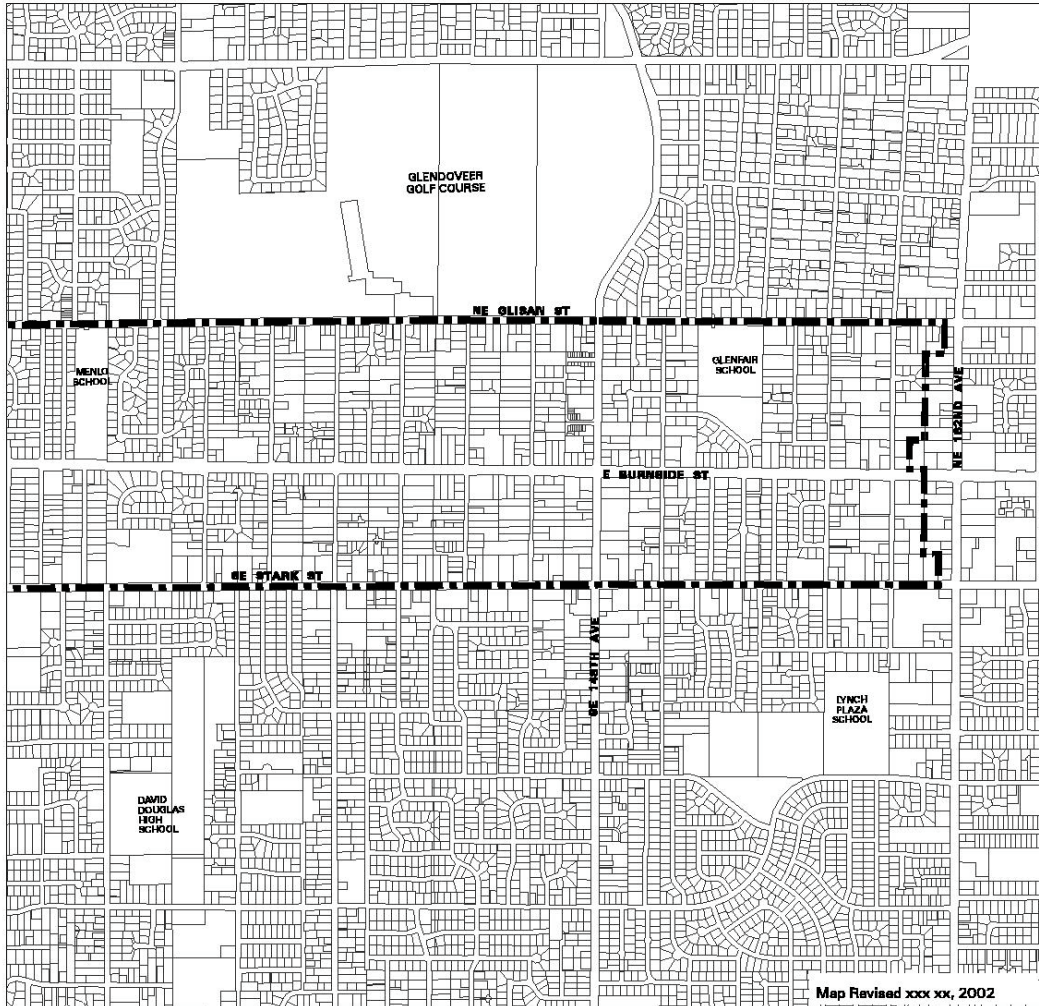 GLENDOVEER
GOLF COURSE
NE GLISAN ST
MENLO
SCHOOL
GLENFAIR
SCHOOL
NE 162ND AVE
E BURNSIDE ST
SE STARK ST
SE 148TH AVE
LYNCH
PLAZA
SCHOOL
DAVID
DOUGLAS
HIGH
SCHOOL
Map Revised xxx xx, 2002